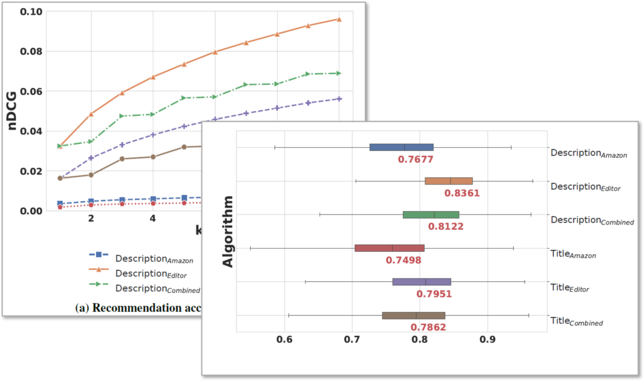 0.10
0.08
0.06
0.04
0.02
0.00
nDCG
2
4
k
Description_Amazon
Description_Editor
Description_Combined
(a) Recommendation acc
Algorithm
0.7677
0.8361
0.8122
0.7498
0.7951
0.7862
Description_Amazon
Description_Editor
Description_Combined
Title_Amazon
Title_Editor
Title_Combined
0.6
0.7
0.8
0.9